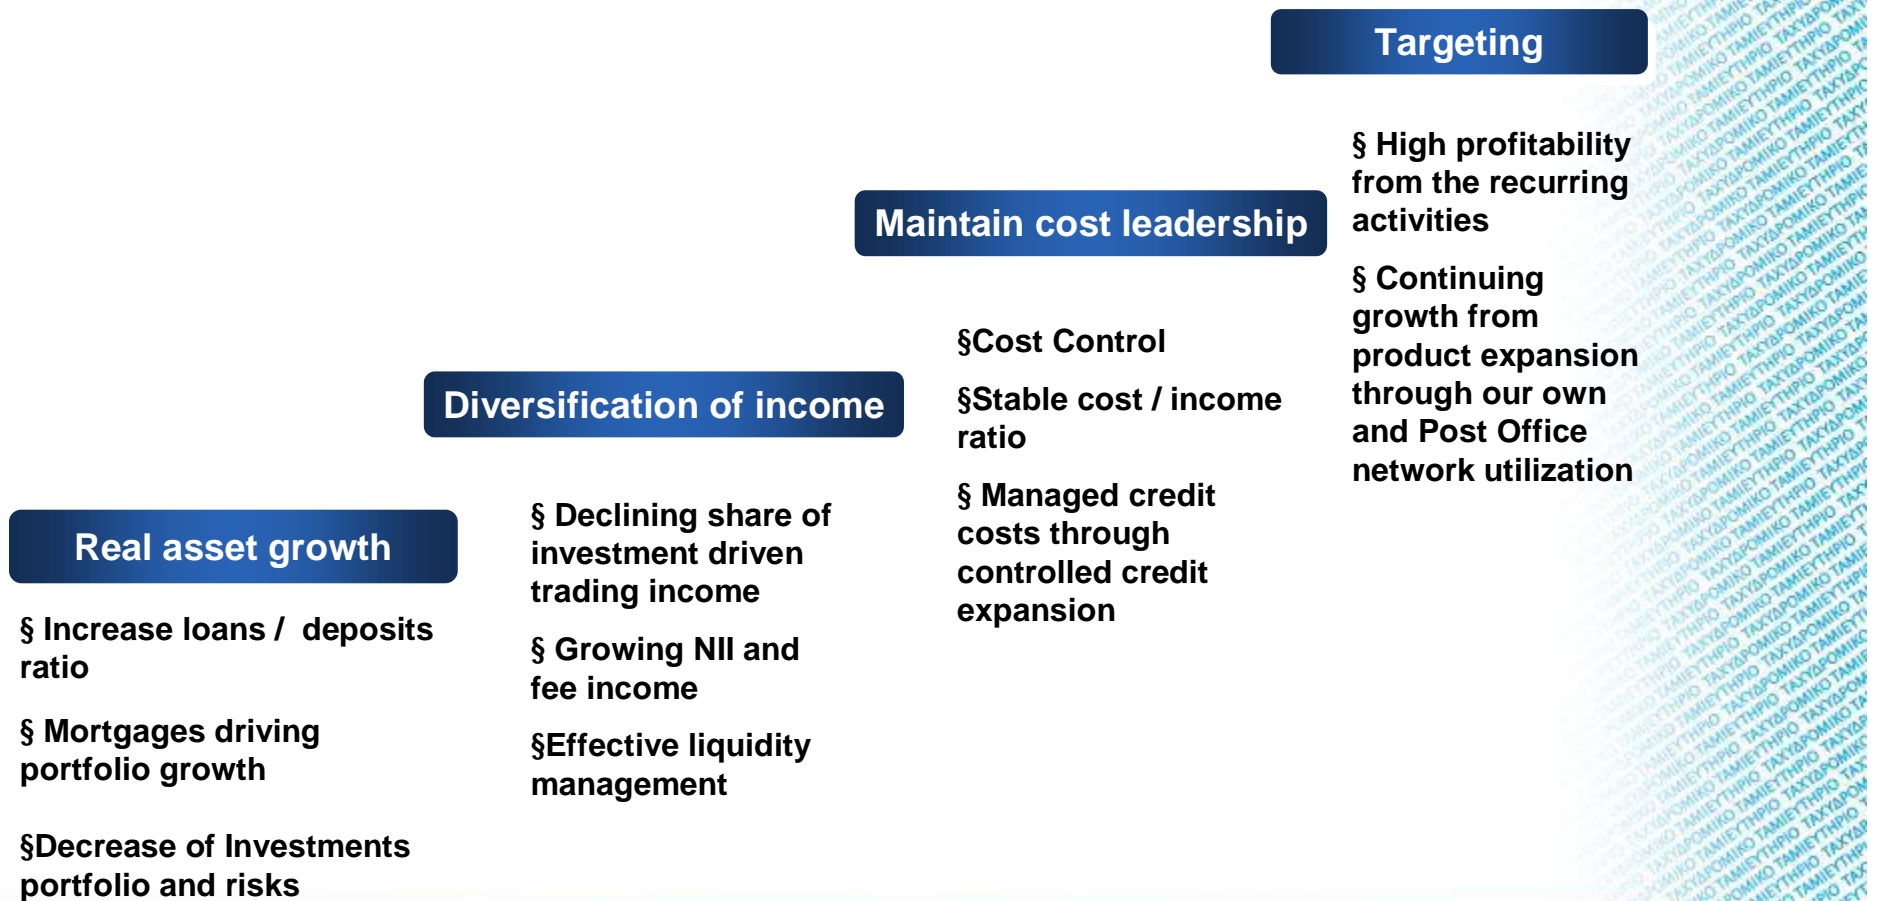 Targeting
§ High profitability
from the recurring
activities
§ Continuing
growth from
product expansion
through our own
and Post Office
network utilization
Maintain cost leadership
§Cost Control
§Stable cost / income
ratio
§ Managed credit
costs through
controlled credit
expansion
Diversification of income
§ Declining share of
investment driven
trading income
§ Growing NII and
fee income
§Effective liquidity
management
Real asset growth
§ Increase loans /  deposits
ratio
§ Mortgages driving
portfolio growth
§Decrease of Investments
portfolio and risks
ΤΑΧΥΔΡΟΜΙΚΟ ΤΑΜΙΕΥΤΗΡΙΟ